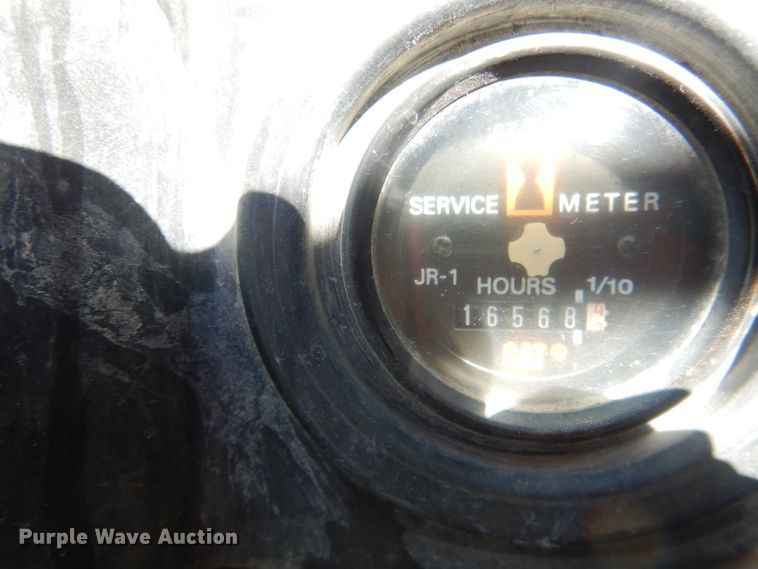 SERVICE METER
JR-1 HOURS 1/10
16568
CAT
Purple Wave Auction